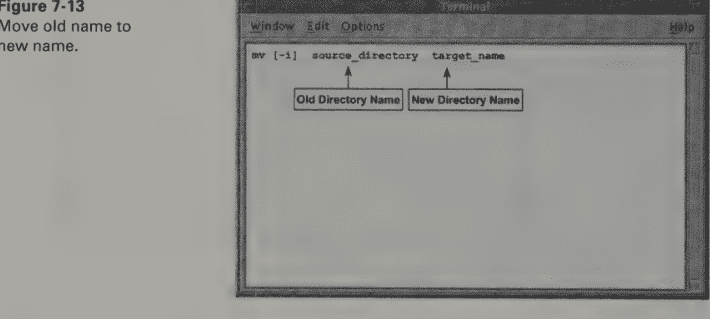 Figure 7-13
Move old name to
new name.
Terminal
Window Edit Options Help
mv [-i] source_directory target_name
Old Directory Name New Directory Name